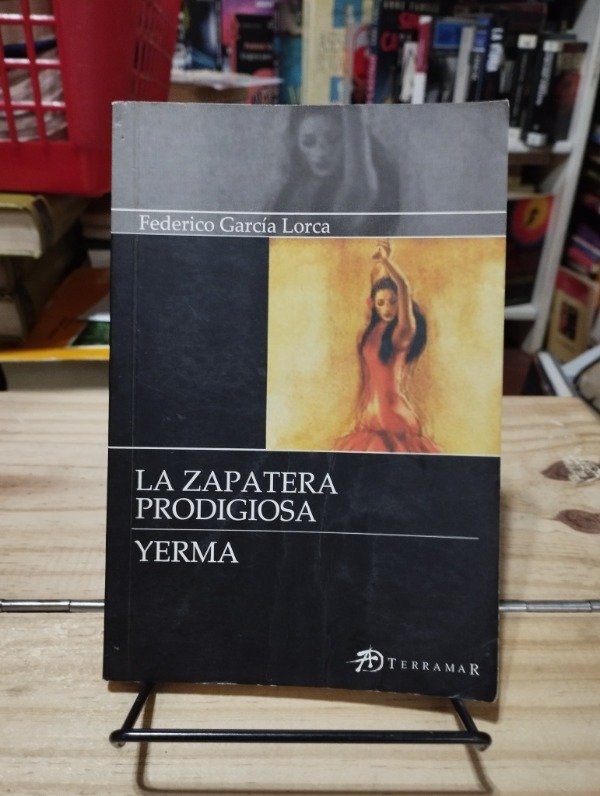 Federico García Lorca
LA ZAPATERA
PRODIGIOSA
YERMA
TERRAMAR